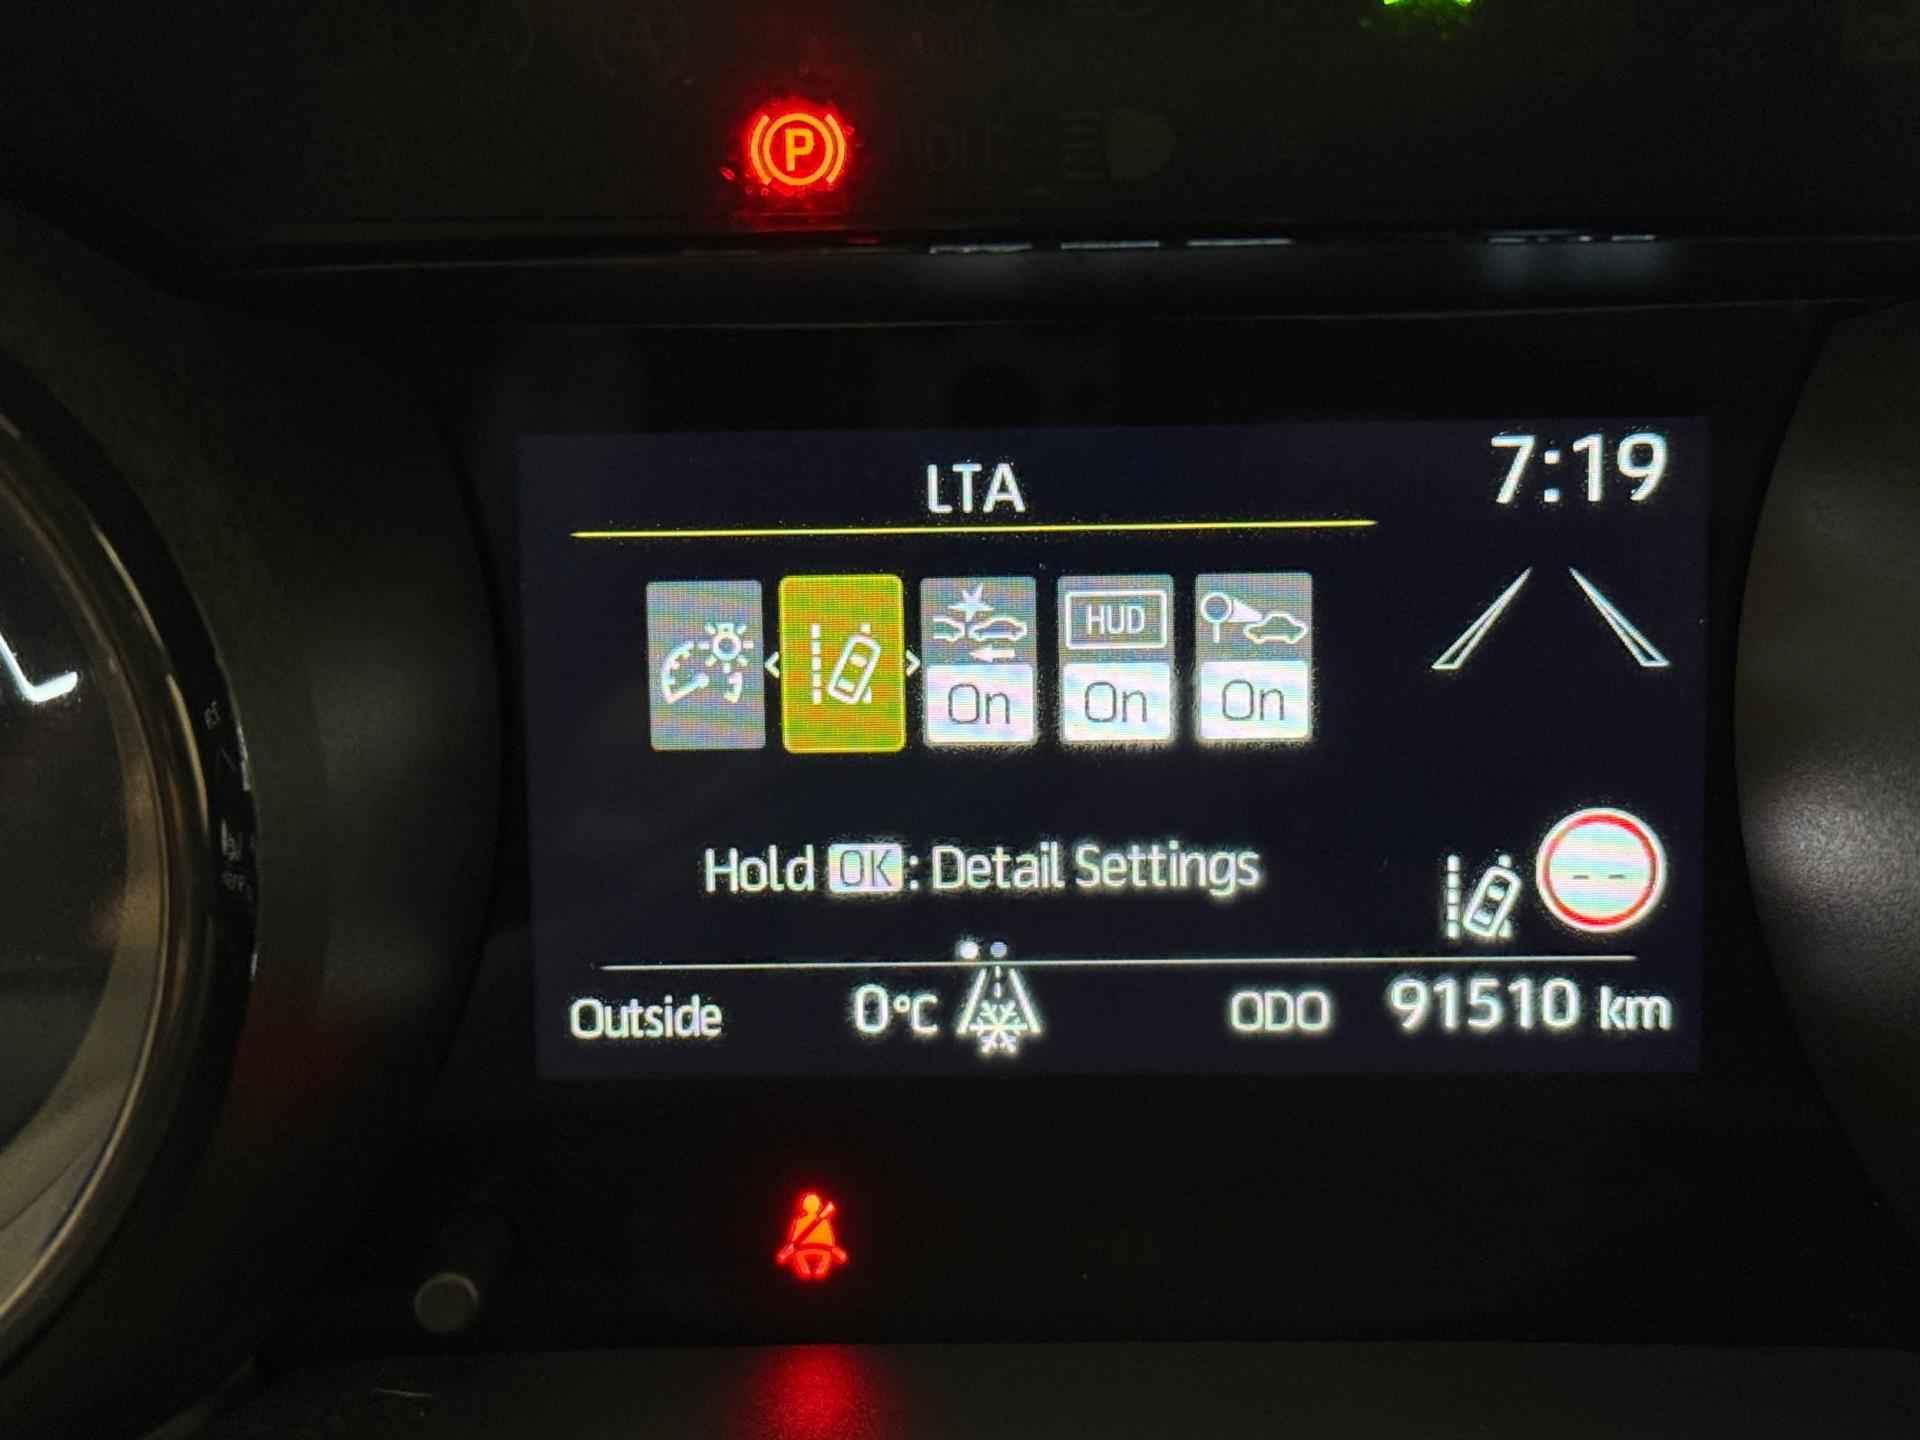 P
LTA
7:19
HUD
On On On
Hold OK: Detail Settings
--
Outside 0°C ODO 91510 km